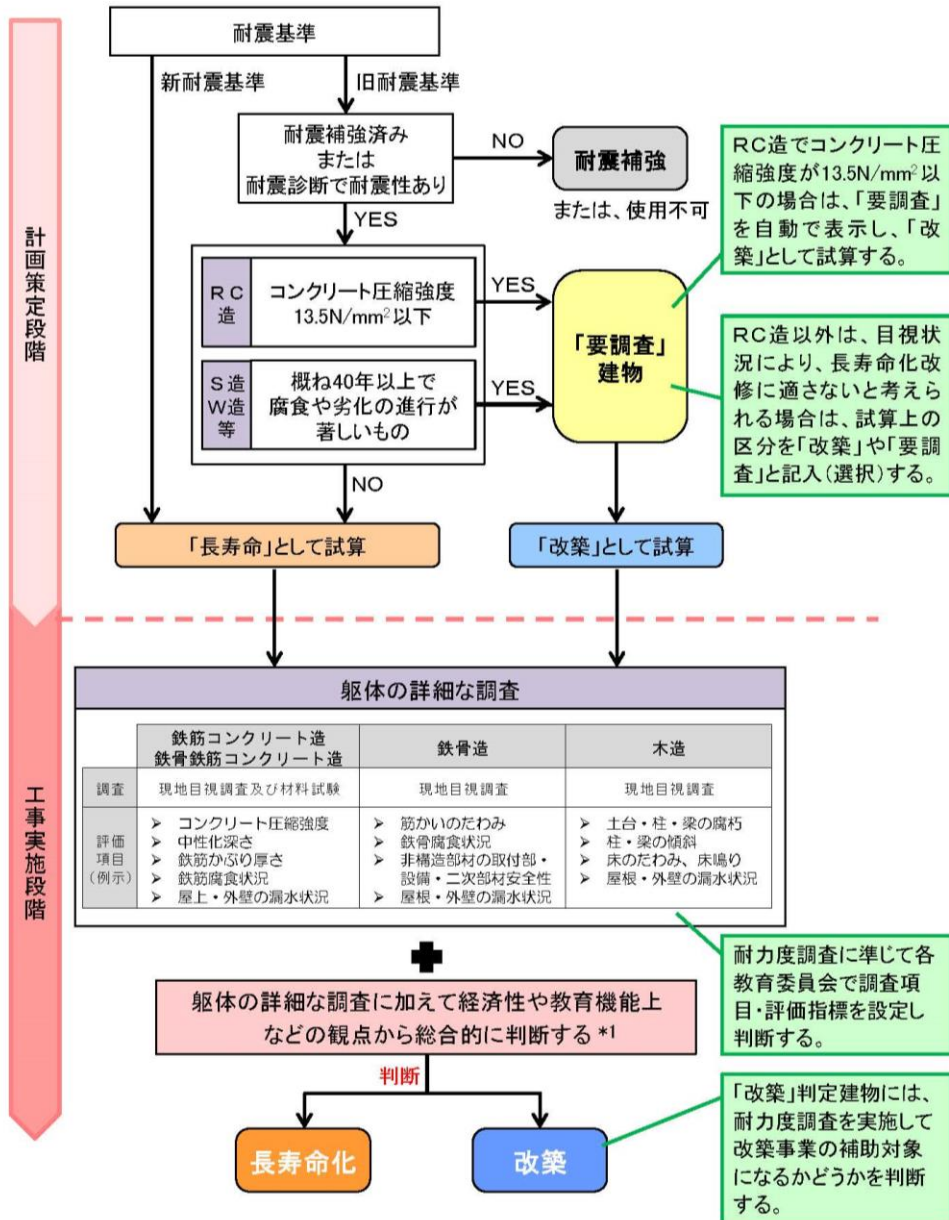 耐震基準
新耐震基準
旧耐震基準
耐震補強済み
または
耐震診断で耐震性あり
NO
耐震補強
または、使用不可
YES
RC造でコンクリート圧
縮強度が13.5N/mm²以
下の場合は、「要調査」
を自動で表示し、「改
築」として試算する。
計画策定段階
RC
造
コンクリート圧縮強度
13.5N/mm²以下
YES
S造
W造
等
概ね40年以上で
腐食や劣化の進行が
著しいもの
YES
「要調査」
建物
RC造以外は、目視状
況により、長寿命化改
修に適さないと考えら
れる場合は、試算上の
区分を「改築」や「要調
査」と記入(選択)する。
NO
「長寿命」として試算
「改築」として試算
工事実施段階
躯体の詳細な調査
鉄筋コンクリート造
鉄骨鉄筋コンクリート造
鉄骨造
木造
調査
現地目視調査及び材料試験
現地目視調査
現地目視調査
評価
項目
(例示)
➢ コンクリート圧縮強度
➢ 中性化深さ
➢ 鉄筋かぶり厚さ
➢ 鉄筋腐食状況
➢ 屋上・外壁の漏水状況
➢ 筋かいのたわみ
➢ 鉄骨腐食状況
➢ 非構造部材の取付部・
設備・二次部材安全性
➢ 屋根・外壁の漏水状況
➢ 土台・柱・梁の腐朽
➢ 柱・梁の傾斜
➢ 床のたわみ、床鳴り
➢ 屋根・外壁の漏水状況
耐力度調査に準じて各
教育委員会で調査項
目・評価指標を設定し
判断する。
躯体の詳細な調査に加えて経済性や教育機能上
などの観点から総合的に判断する *1
判断
長寿命化
改築
「改築」判定建物には、
耐力度調査を実施して
改築事業の補助対象
になるかどうかを判断
する。